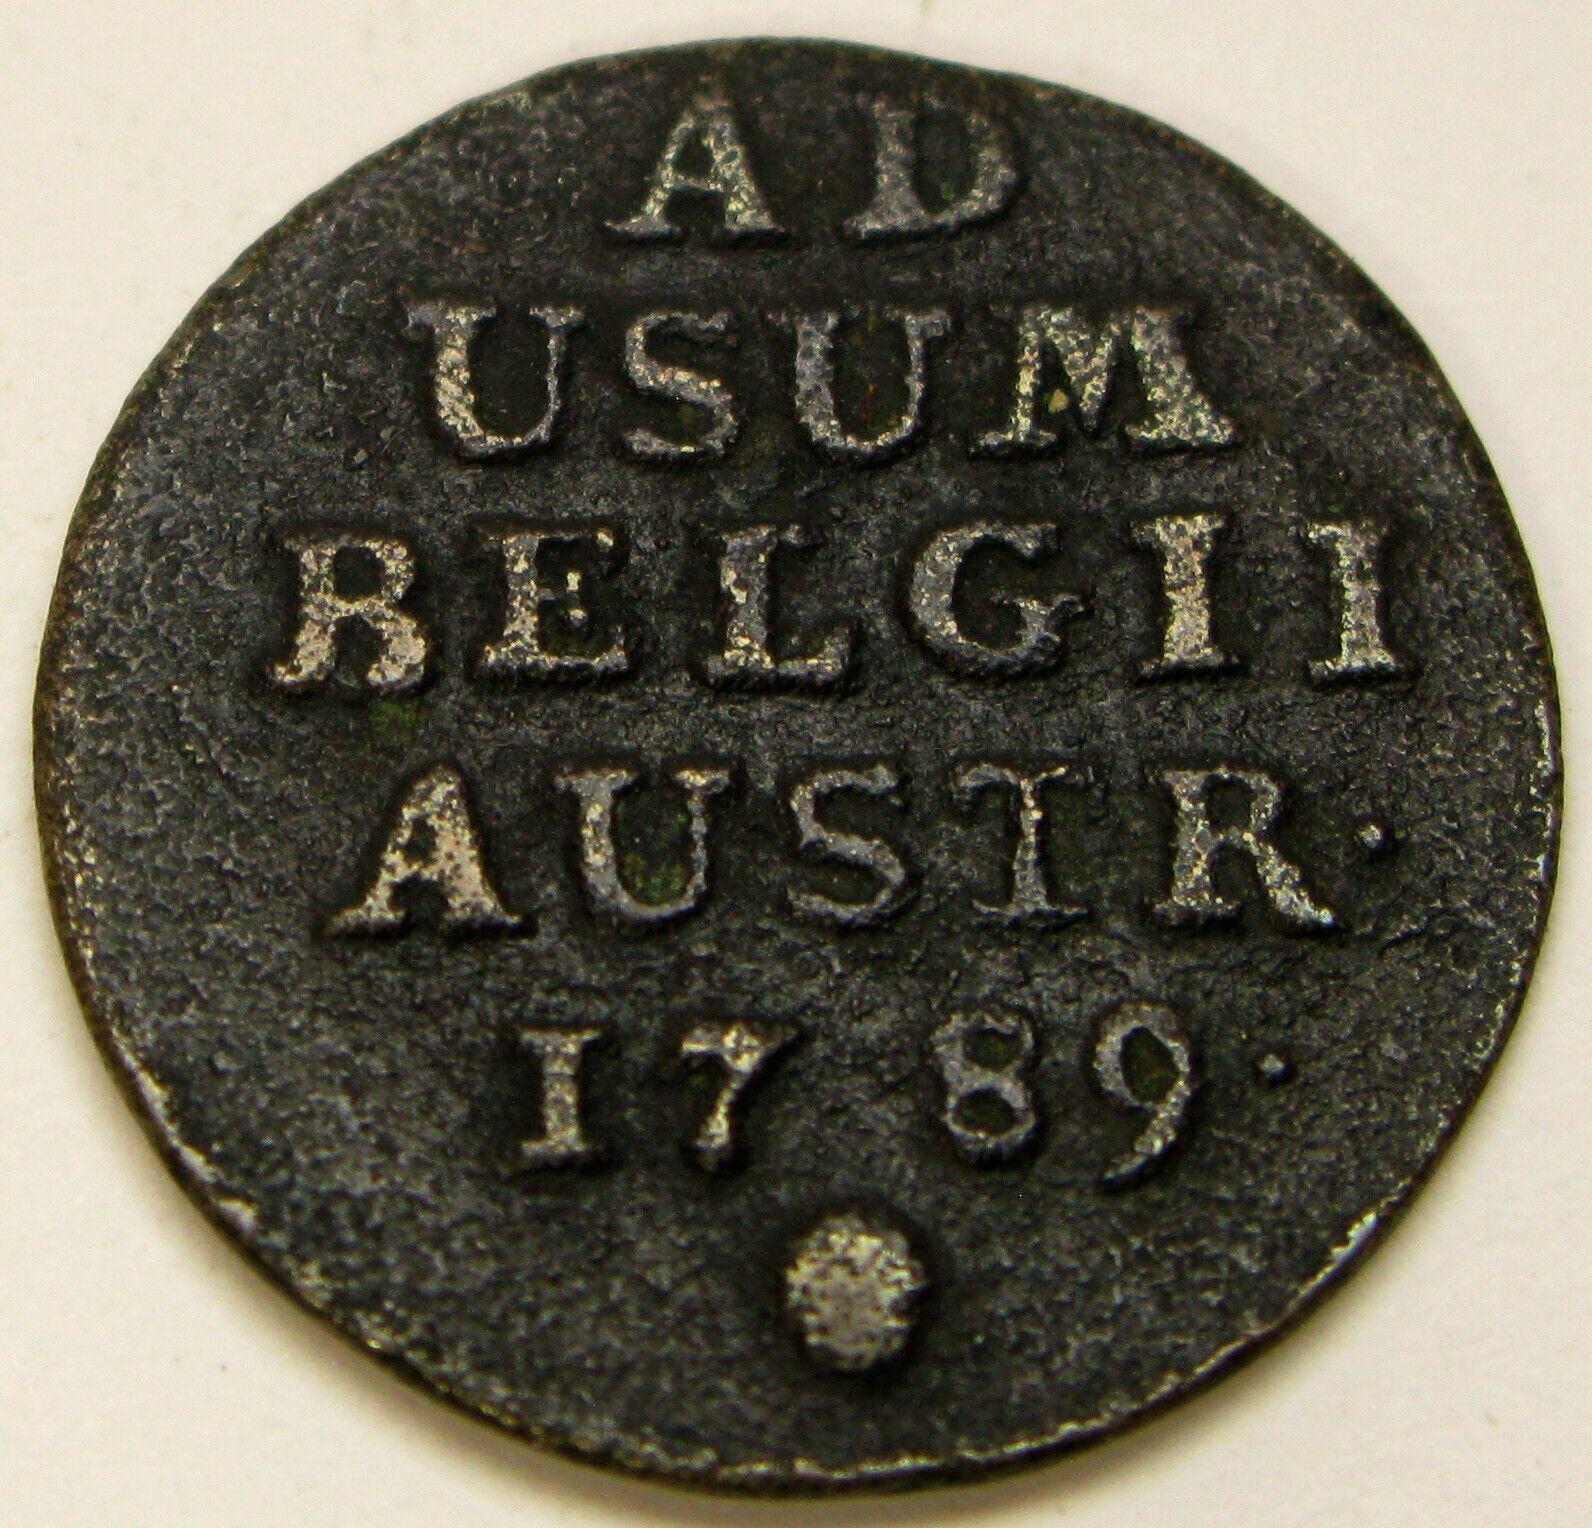 AD
USUM
BELGII
AUSTR·
1789·